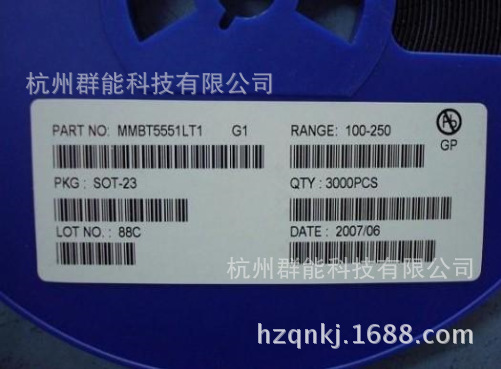 杭州群能科技有限公司
PART NO: MMBT5551LT1 G1 RANGE: 100-250
Pb
GP
PKG : SOT-23 QTY : 3000PCS
LOT NO. : 88C DATE : 2007/06
杭州群能科技有限公司
hzqnkj.1688.com